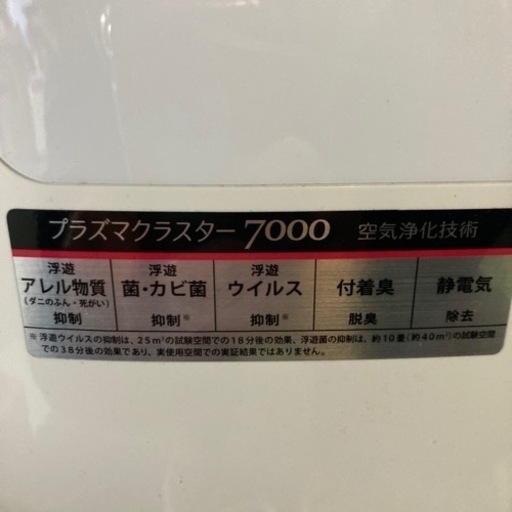 プラズマクラスター 7000 空気浄化技術
浮遊 浮遊 浮遊
アレル物質 菌・カビ菌 ウイルス 付着臭 静電気
(ダニのふん・死がい)
抑制 抑制※ 抑制※ 脱臭 除去
※浮遊ウイルスの抑制は、25m³の試験空間での18分後の効果、浮遊菌の抑制は、約10畳(約40m³)の試験空間
での38分後の効果であり、実使用空間での実証結果ではありません。